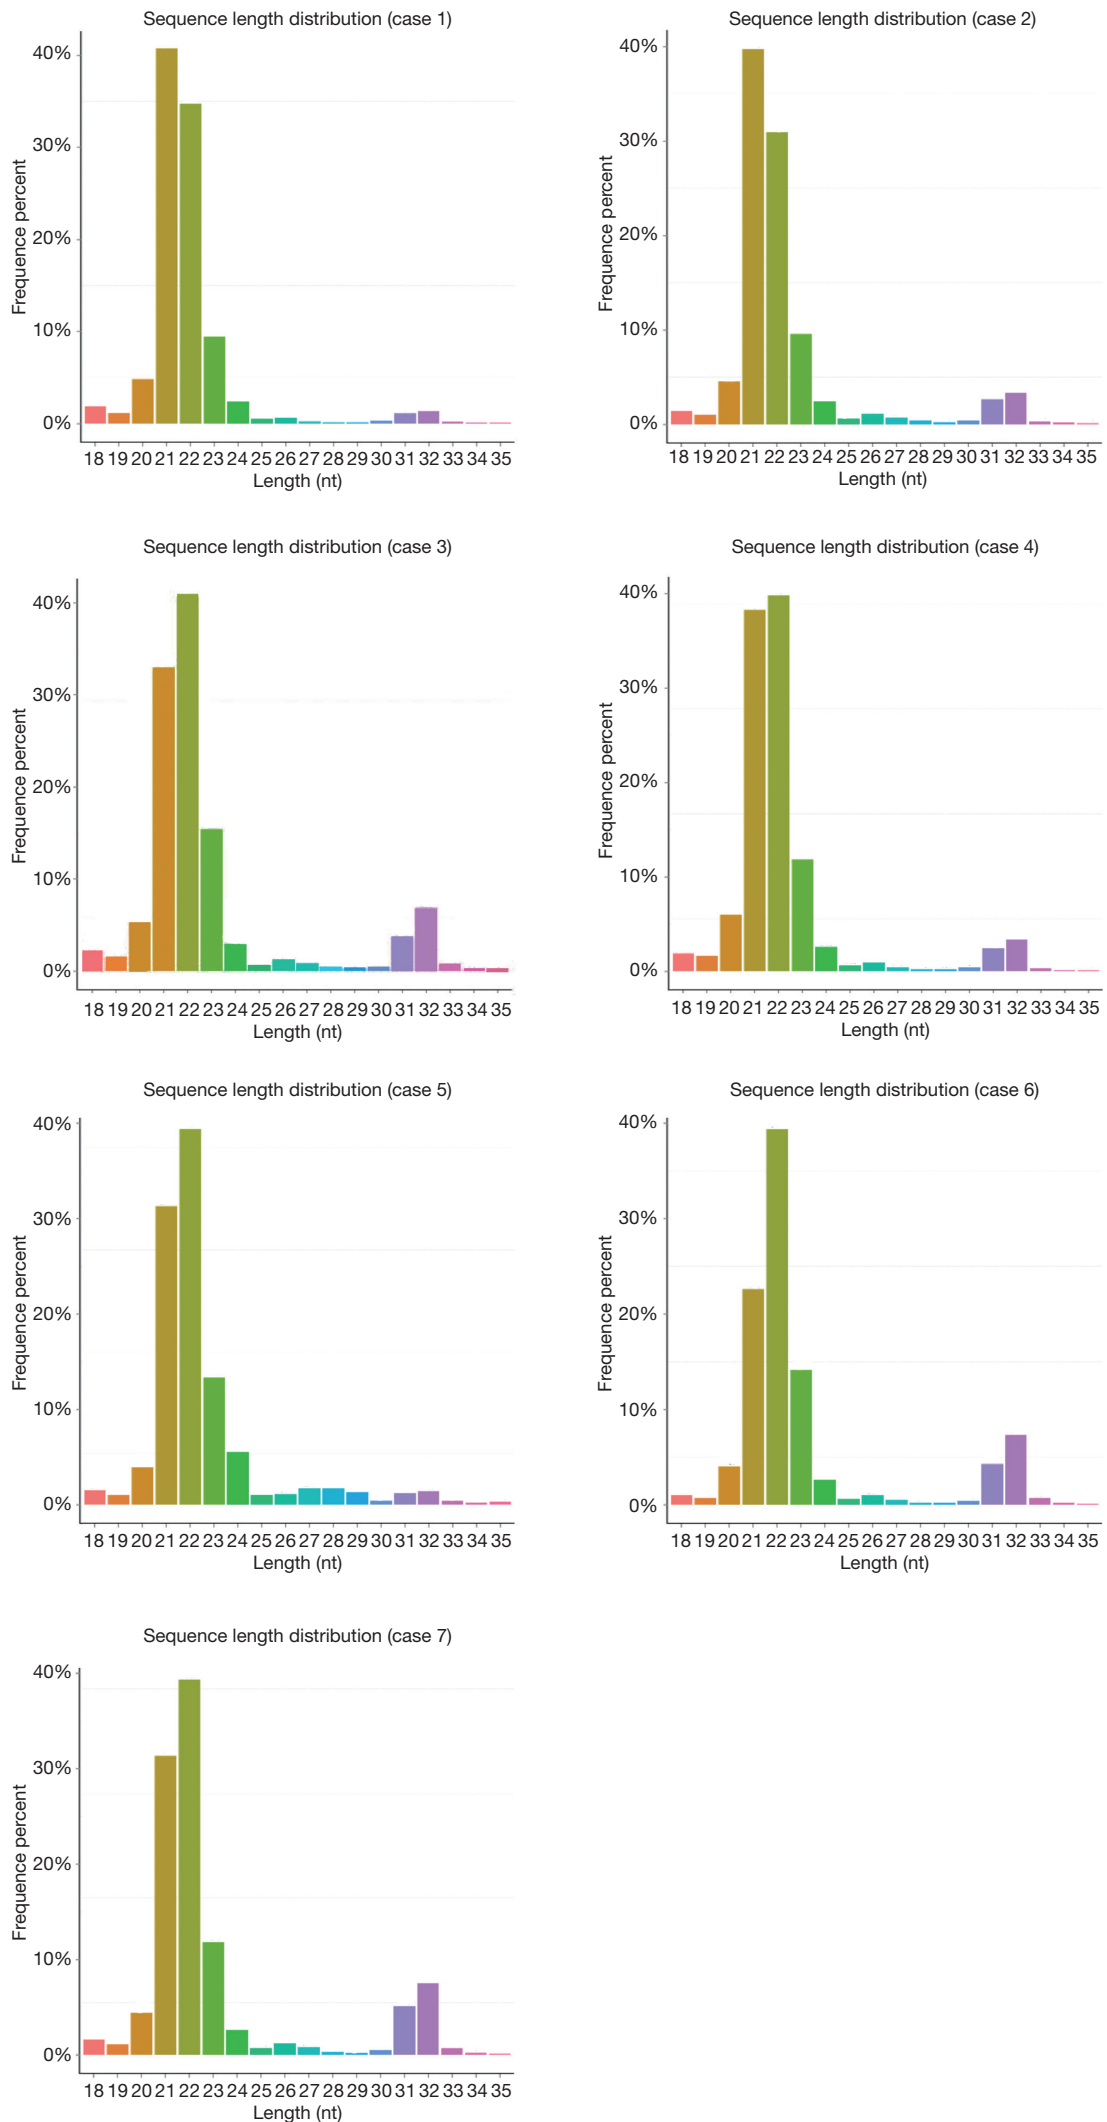 Sequence length distribution (case 1)
Frequence percent
40%
30%
20%
10%
0%
18 19 20 21 22 23 24 25 26 27 28 29 30 31 32 33 34 35
Length (nt)
Sequence length distribution (case 2)
Frequence percent
40%
30%
20%
10%
0%
18 19 20 21 22 23 24 25 26 27 28 29 30 31 32 33 34 35
Length (nt)
Sequence length distribution (case 3)
Frequence percent
40%
30%
20%
10%
0%
18 19 20 21 22 23 24 25 26 27 28 29 30 31 32 33 34 35
Length (nt)
Sequence length distribution (case 4)
Frequence percent
40%
30%
20%
10%
0%
18 19 20 21 22 23 24 25 26 27 28 29 30 31 32 33 34 35
Length (nt)
Sequence length distribution (case 5)
Frequence percent
40%
30%
20%
10%
0%
18 19 20 21 22 23 24 25 26 27 28 29 30 31 32 33 34 35
Length (nt)
Sequence length distribution (case 6)
Frequence percent
40%
30%
20%
10%
0%
18 19 20 21 22 23 24 25 26 27 28 29 30 31 32 33 34 35
Length (nt)
Sequence length distribution (case 7)
Frequence percent
40%
30%
20%
10%
0%
18 19 20 21 22 23 24 25 26 27 28 29 30 31 32 33 34 35
Length (nt)